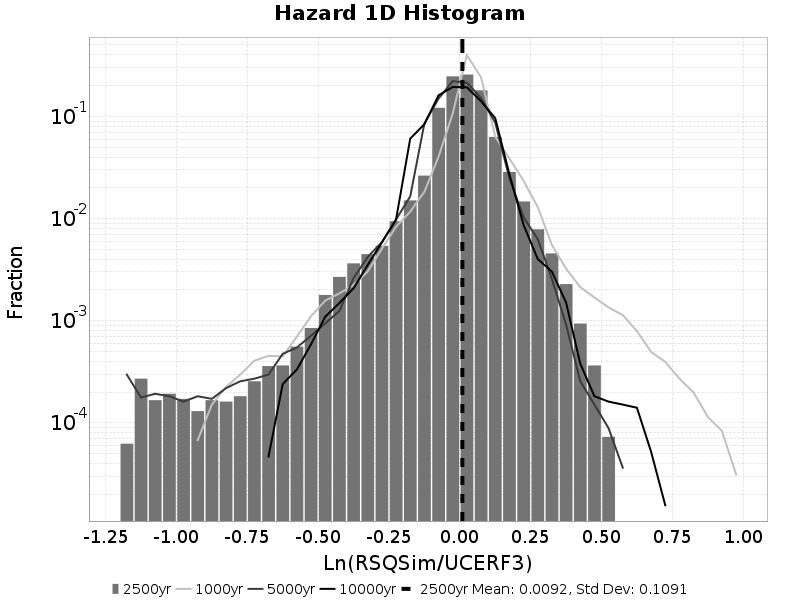 Hazard 1D Histogram
Fraction
10-1
10-2
10-3
10-4
-1.25 -1.00 -0.75 -0.50 -0.25 0.00 0.25 0.50 0.75 1.00
Ln(RSQSim/UCERF3)
2500yr 1000yr 5000yr 10000yr 2500yr Mean: 0.0092, Std Dev: 0.1091